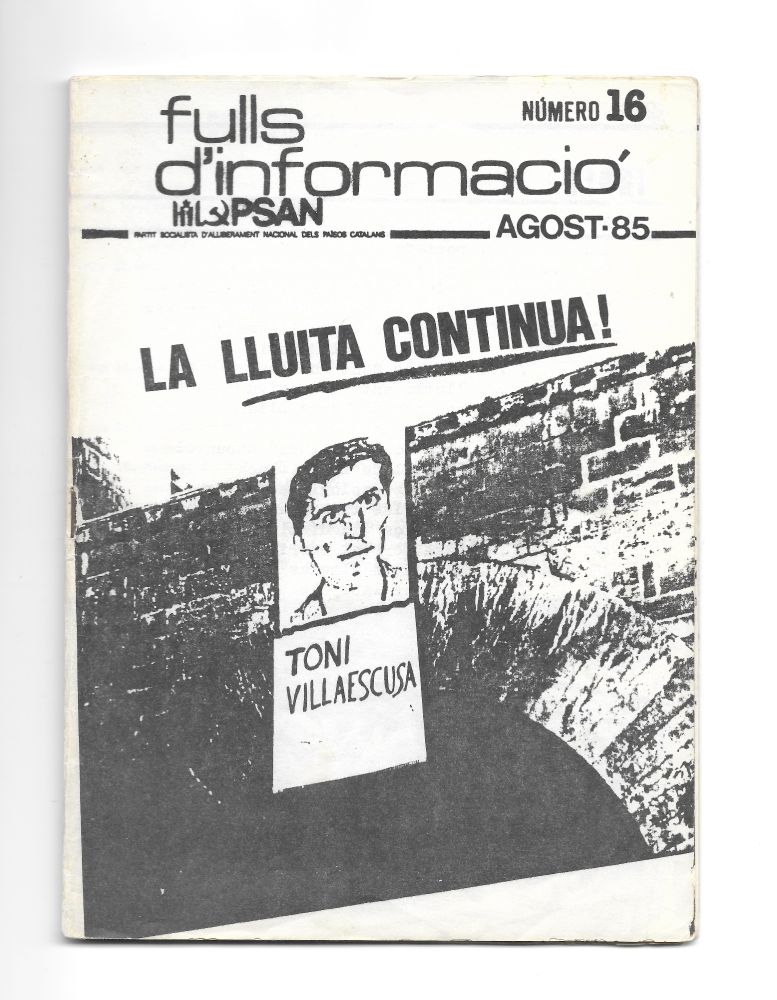 fulls
d'informació
NÚMERO 16
PSAN
PARTIT SOCIALISTA D'ALLIBERAMENT NACIONAL DELS PAÏSOS CATALANS
AGOST-85
LA LLUITA CONTINUA!
TONI
VILLAESCUSA